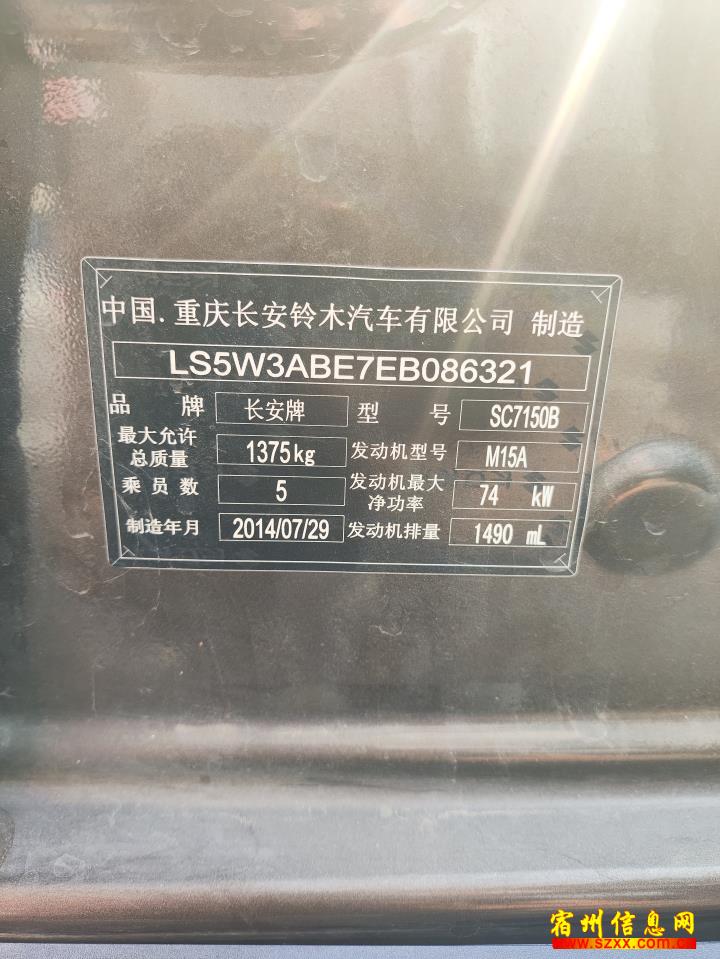 中国.重庆长安铃木汽车有限公司 制造
LS5W3ABE7EB086321
品 牌 长安牌 型 号 SC7150B
最大允许总质量 1375kg 发动机型号 M15A
乘员数 5 发动机最大净功率 74 kW
制造年月 2014/07/29 发动机排量 1490 mL
宿州信息网
www.szxx.com.cn